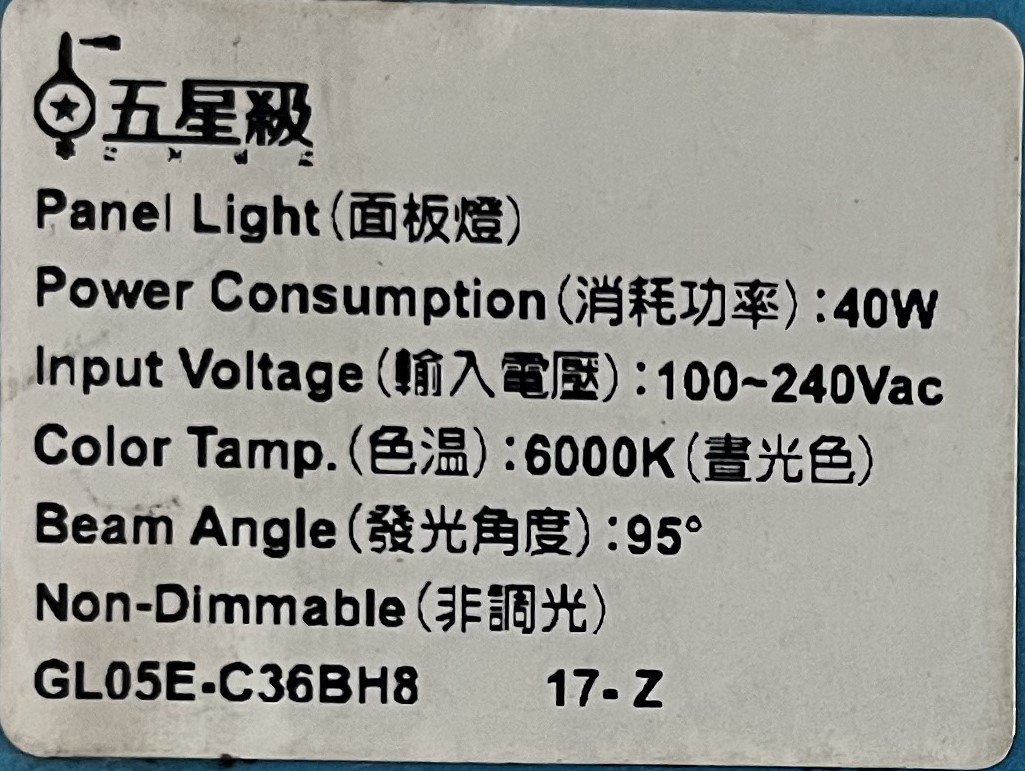 五星級
Panel Light(面板燈)
Power Consumption(消耗功率):40W
Input Voltage(輸入電壓):100~240Vac
Color Tamp.(色溫):6000K(晝光色)
Beam Angle(發光角度):95°
Non-Dimmable(非調光)
GL05E-C36BH8 17-Z